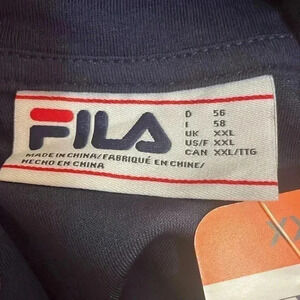 FILA
D 56
I 58
UK XXL
US/F XXL
CAN XXL/TTG
MADE IN CHINA/FABRIQUÉ EN CHINE/
HECHO EN CHINA
XX